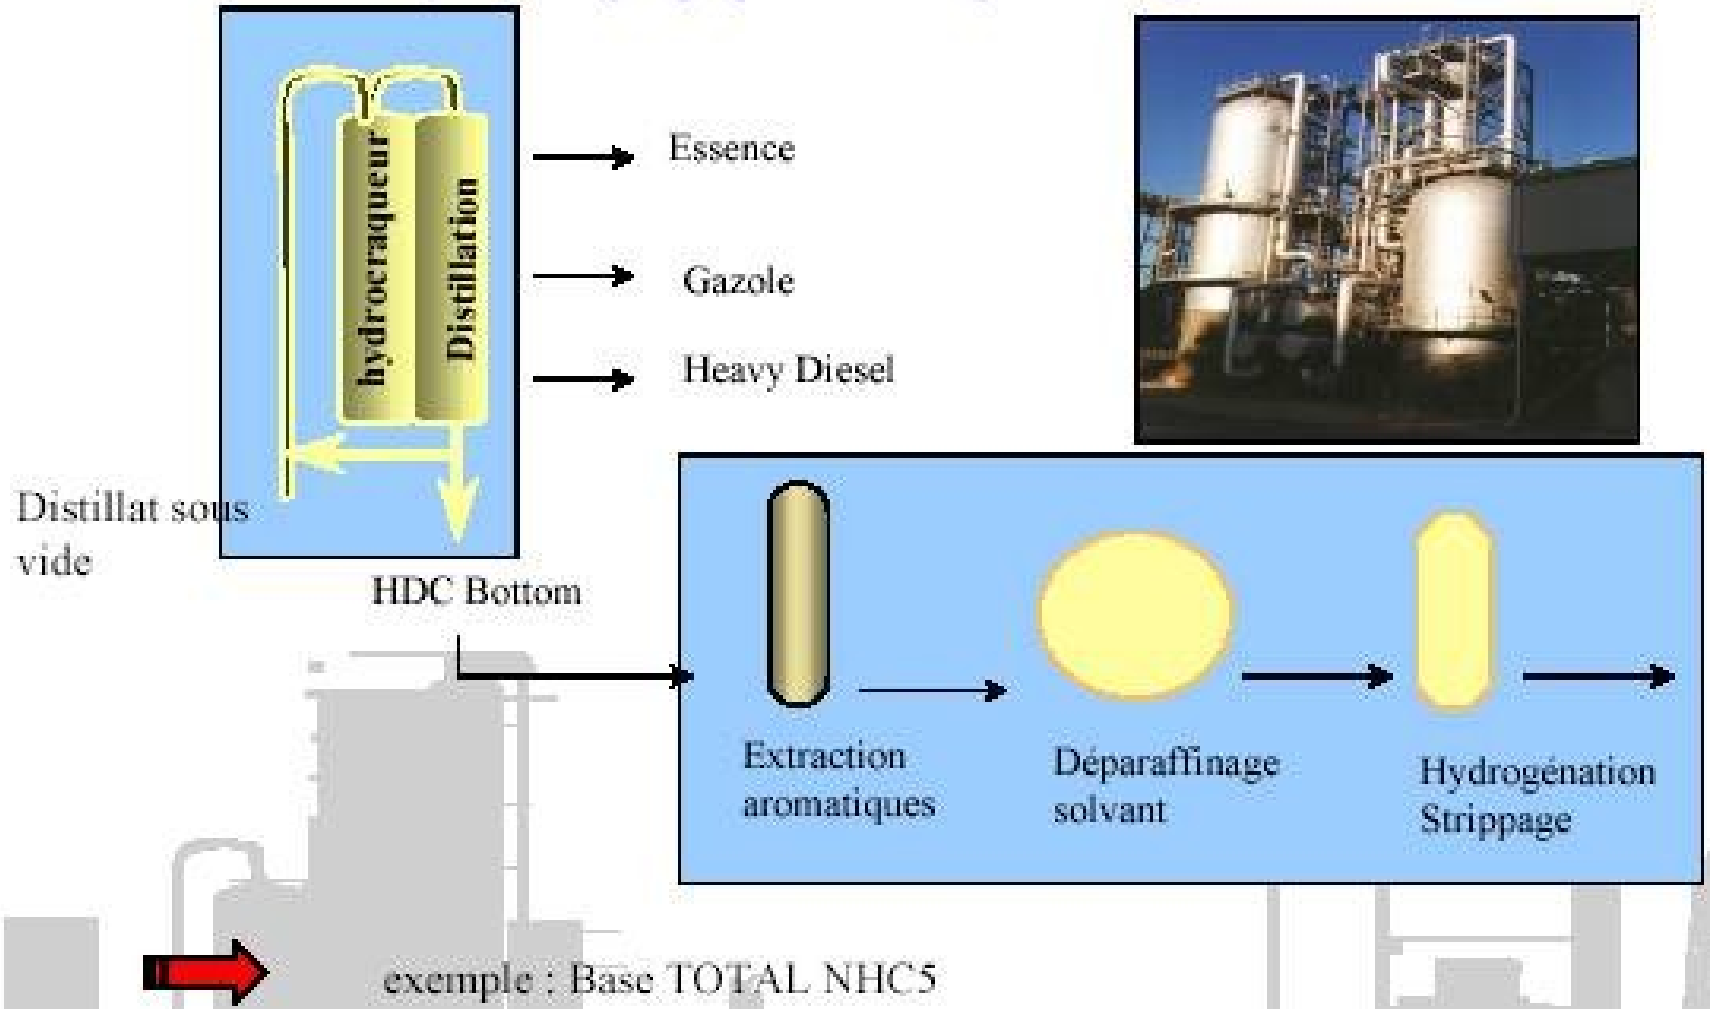 hydrocraqueur
Distillation
Essence
Gazole
Heavy Diesel
Distillat sous
vide
HDC Bottom
Extraction
aromatiques
Déparaffinage
solvant
Hydrogénation
Strippage
exemple : Base TOTAL NHC5